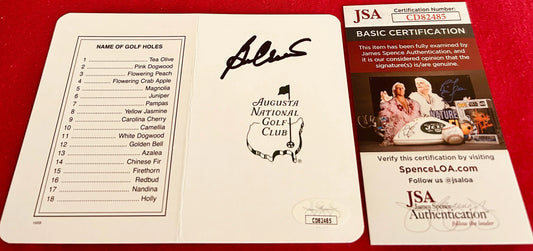 NAME OF GOLF HOLES
1 Tea Olive
2 Pink Dogwood
3 Flowering Peach
4 Flowering Crab Apple
5 Magnolia
6 Juniper
7 Pampas
8 Yellow Jasmine
9 Carolina Cherry
10 Camellia
11 White Dogwood
12 Golden Bell
13 Azalea
14 Chinese Fir
15 Firethorn
16 Redbud
17 Nandina
18 Holly
AUGUSTA
NATIONAL
GOLF
CLUB
CD82485
JSA
Certification Number:
CD82485
BASIC CERTIFICATION
This item has been fully examined by
James Spence Authentication, and it
is our considered opinion that the
signature(s) is/are genuine.
JETS
Verify this certification by visiting
SpenceLOA.com
Follow us @jsaloa
JSA
James Spence
Authentication
follow the leader